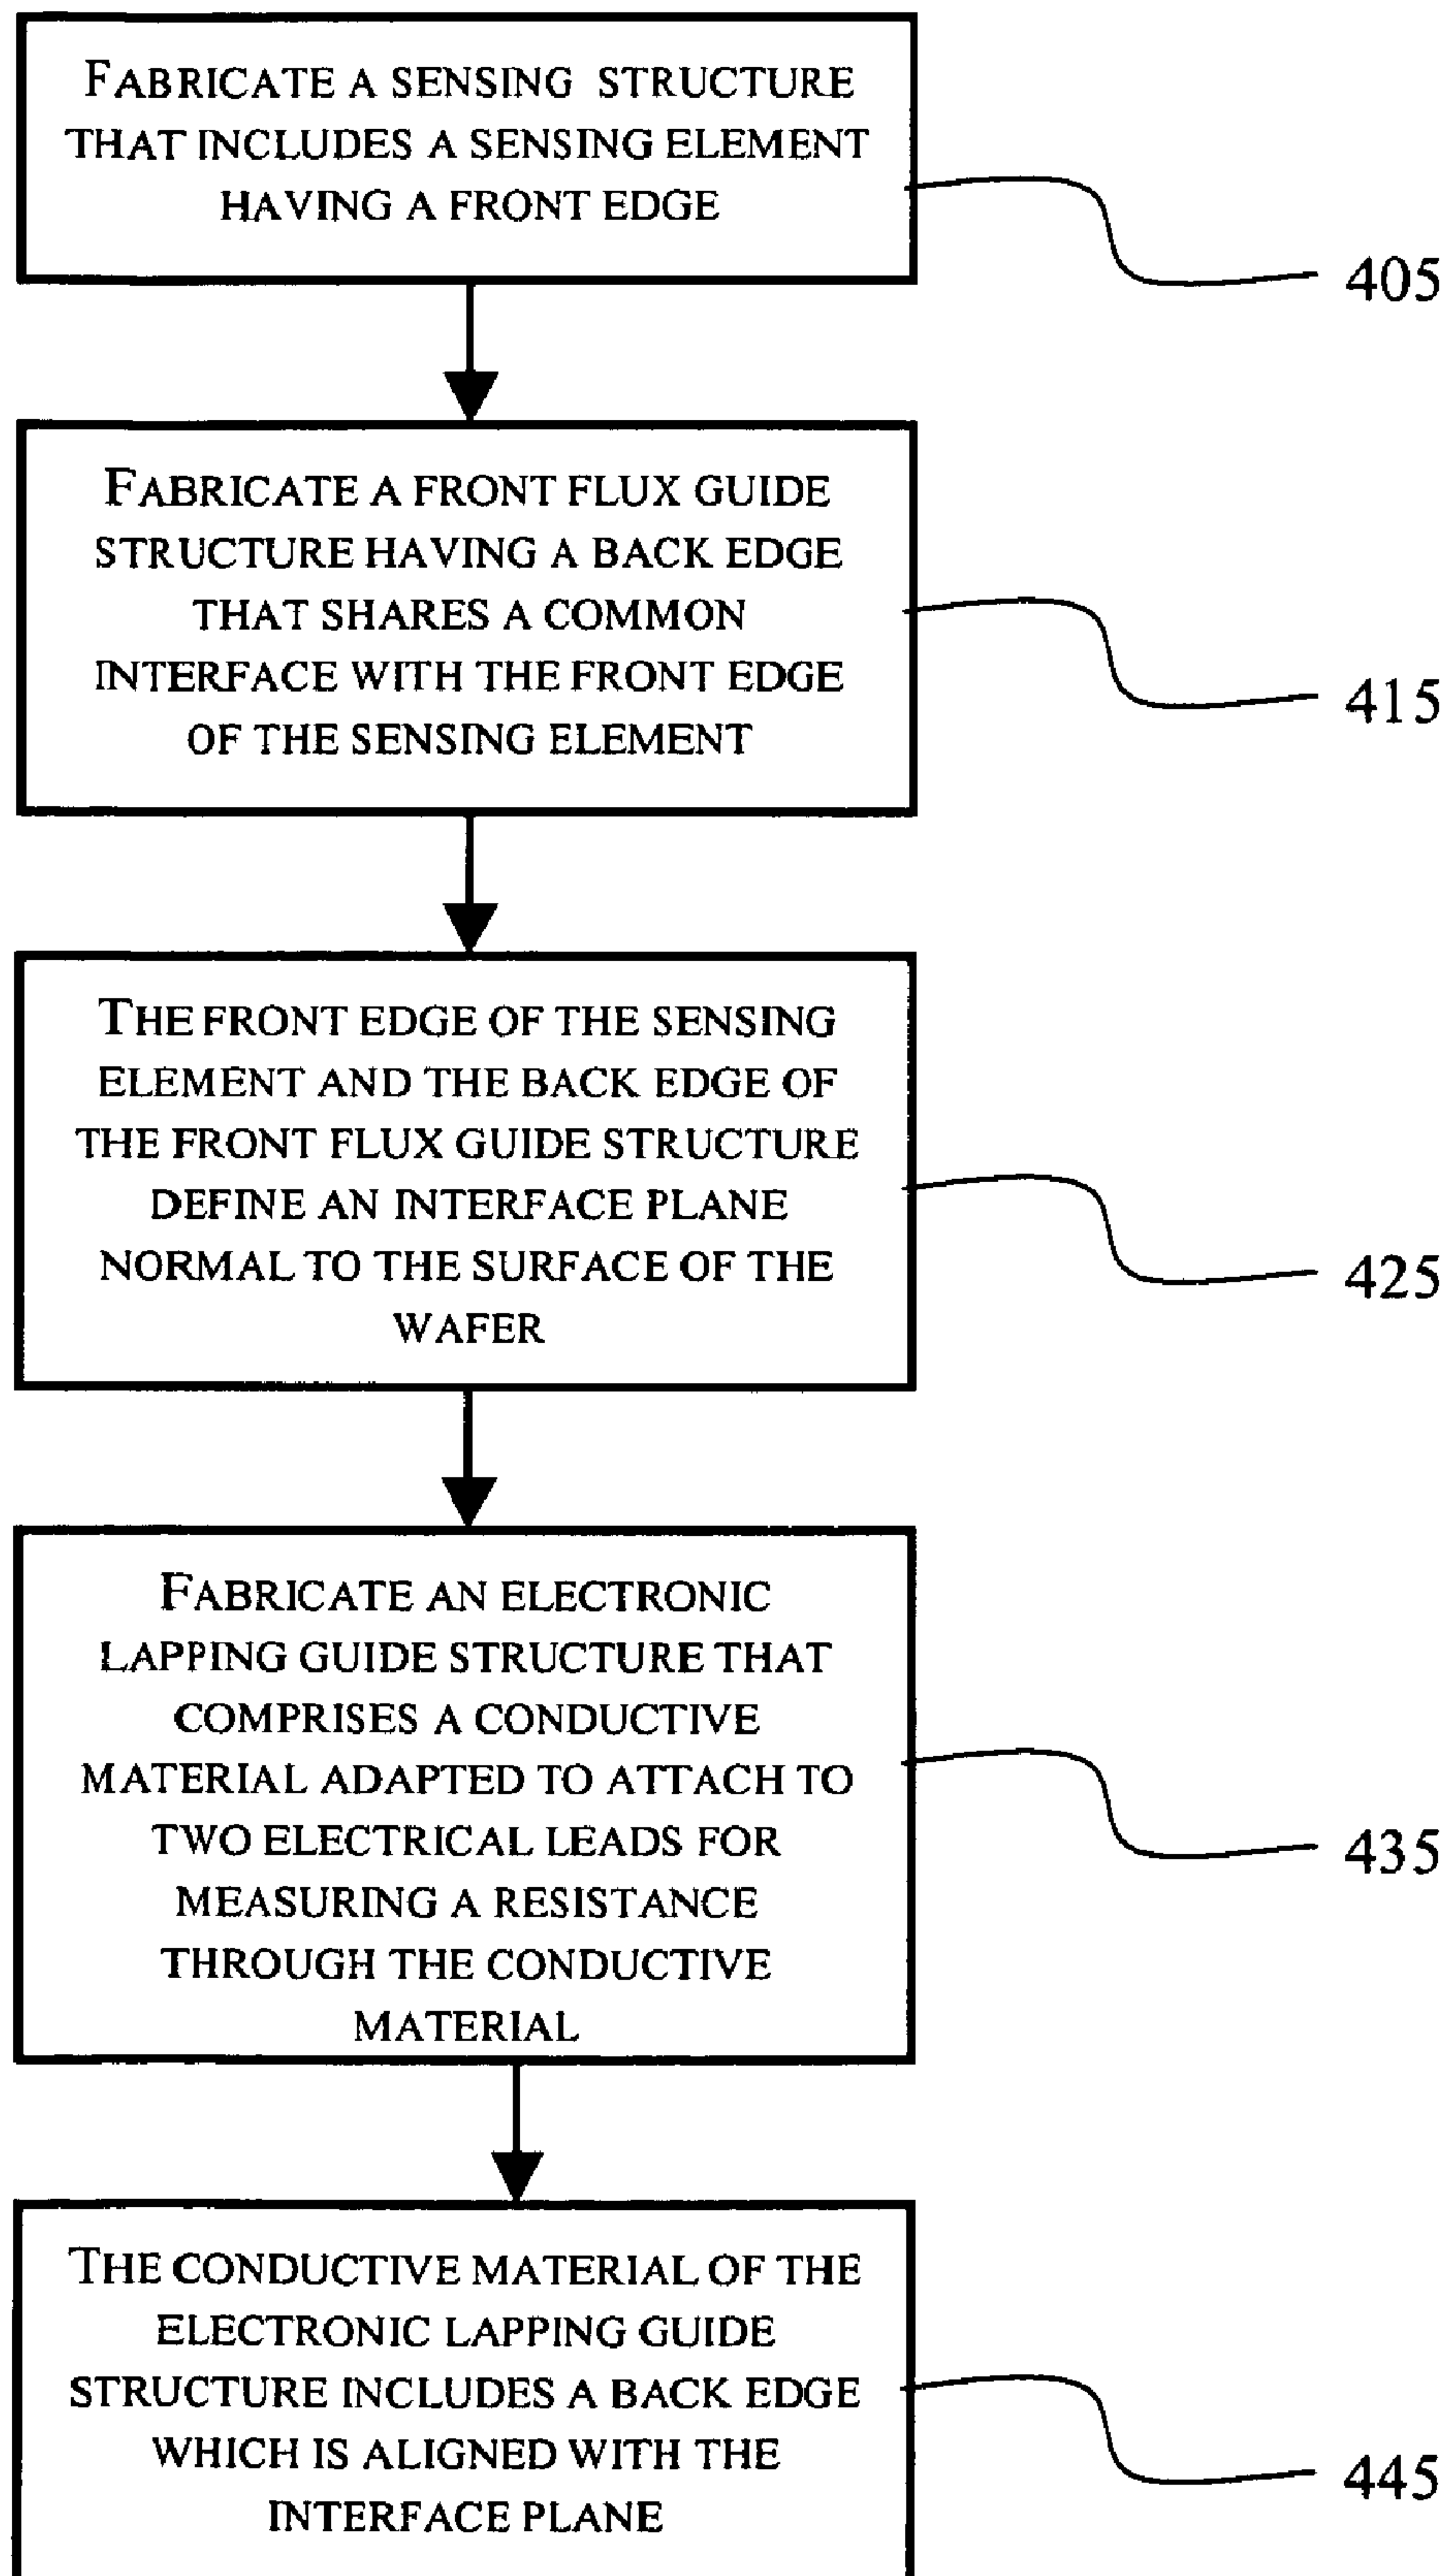 FABRICATE A SENSING STRUCTURE
THAT INCLUDES A SENSING ELEMENT
HAVING A FRONT EDGE
405
FABRICATE A FRONT FLUX GUIDE
STRUCTURE HAVING A BACK EDGE
THAT SHARES A COMMON
INTERFACE WITH THE FRONT EDGE
OF THE SENSING ELEMENT
415
THE FRONT EDGE OF THE SENSING
ELEMENT AND THE BACK EDGE OF
THE FRONT FLUX GUIDE STRUCTURE
DEFINE AN INTERFACE PLANE
NORMAL TO THE SURFACE OF THE
WAFER
425
FABRICATE AN ELECTRONIC
LAPPING GUIDE STRUCTURE THAT
COMPRISES A CONDUCTIVE
MATERIAL ADAPTED TO ATTACH TO
TWO ELECTRICAL LEADS FOR
MEASURING A RESISTANCE
THROUGH THE CONDUCTIVE
MATERIAL
435
THE CONDUCTIVE MATERIAL OF THE
ELECTRONIC LAPPING GUIDE
STRUCTURE INCLUDES A BACK EDGE
WHICH IS ALIGNED WITH THE
INTERFACE PLANE
445